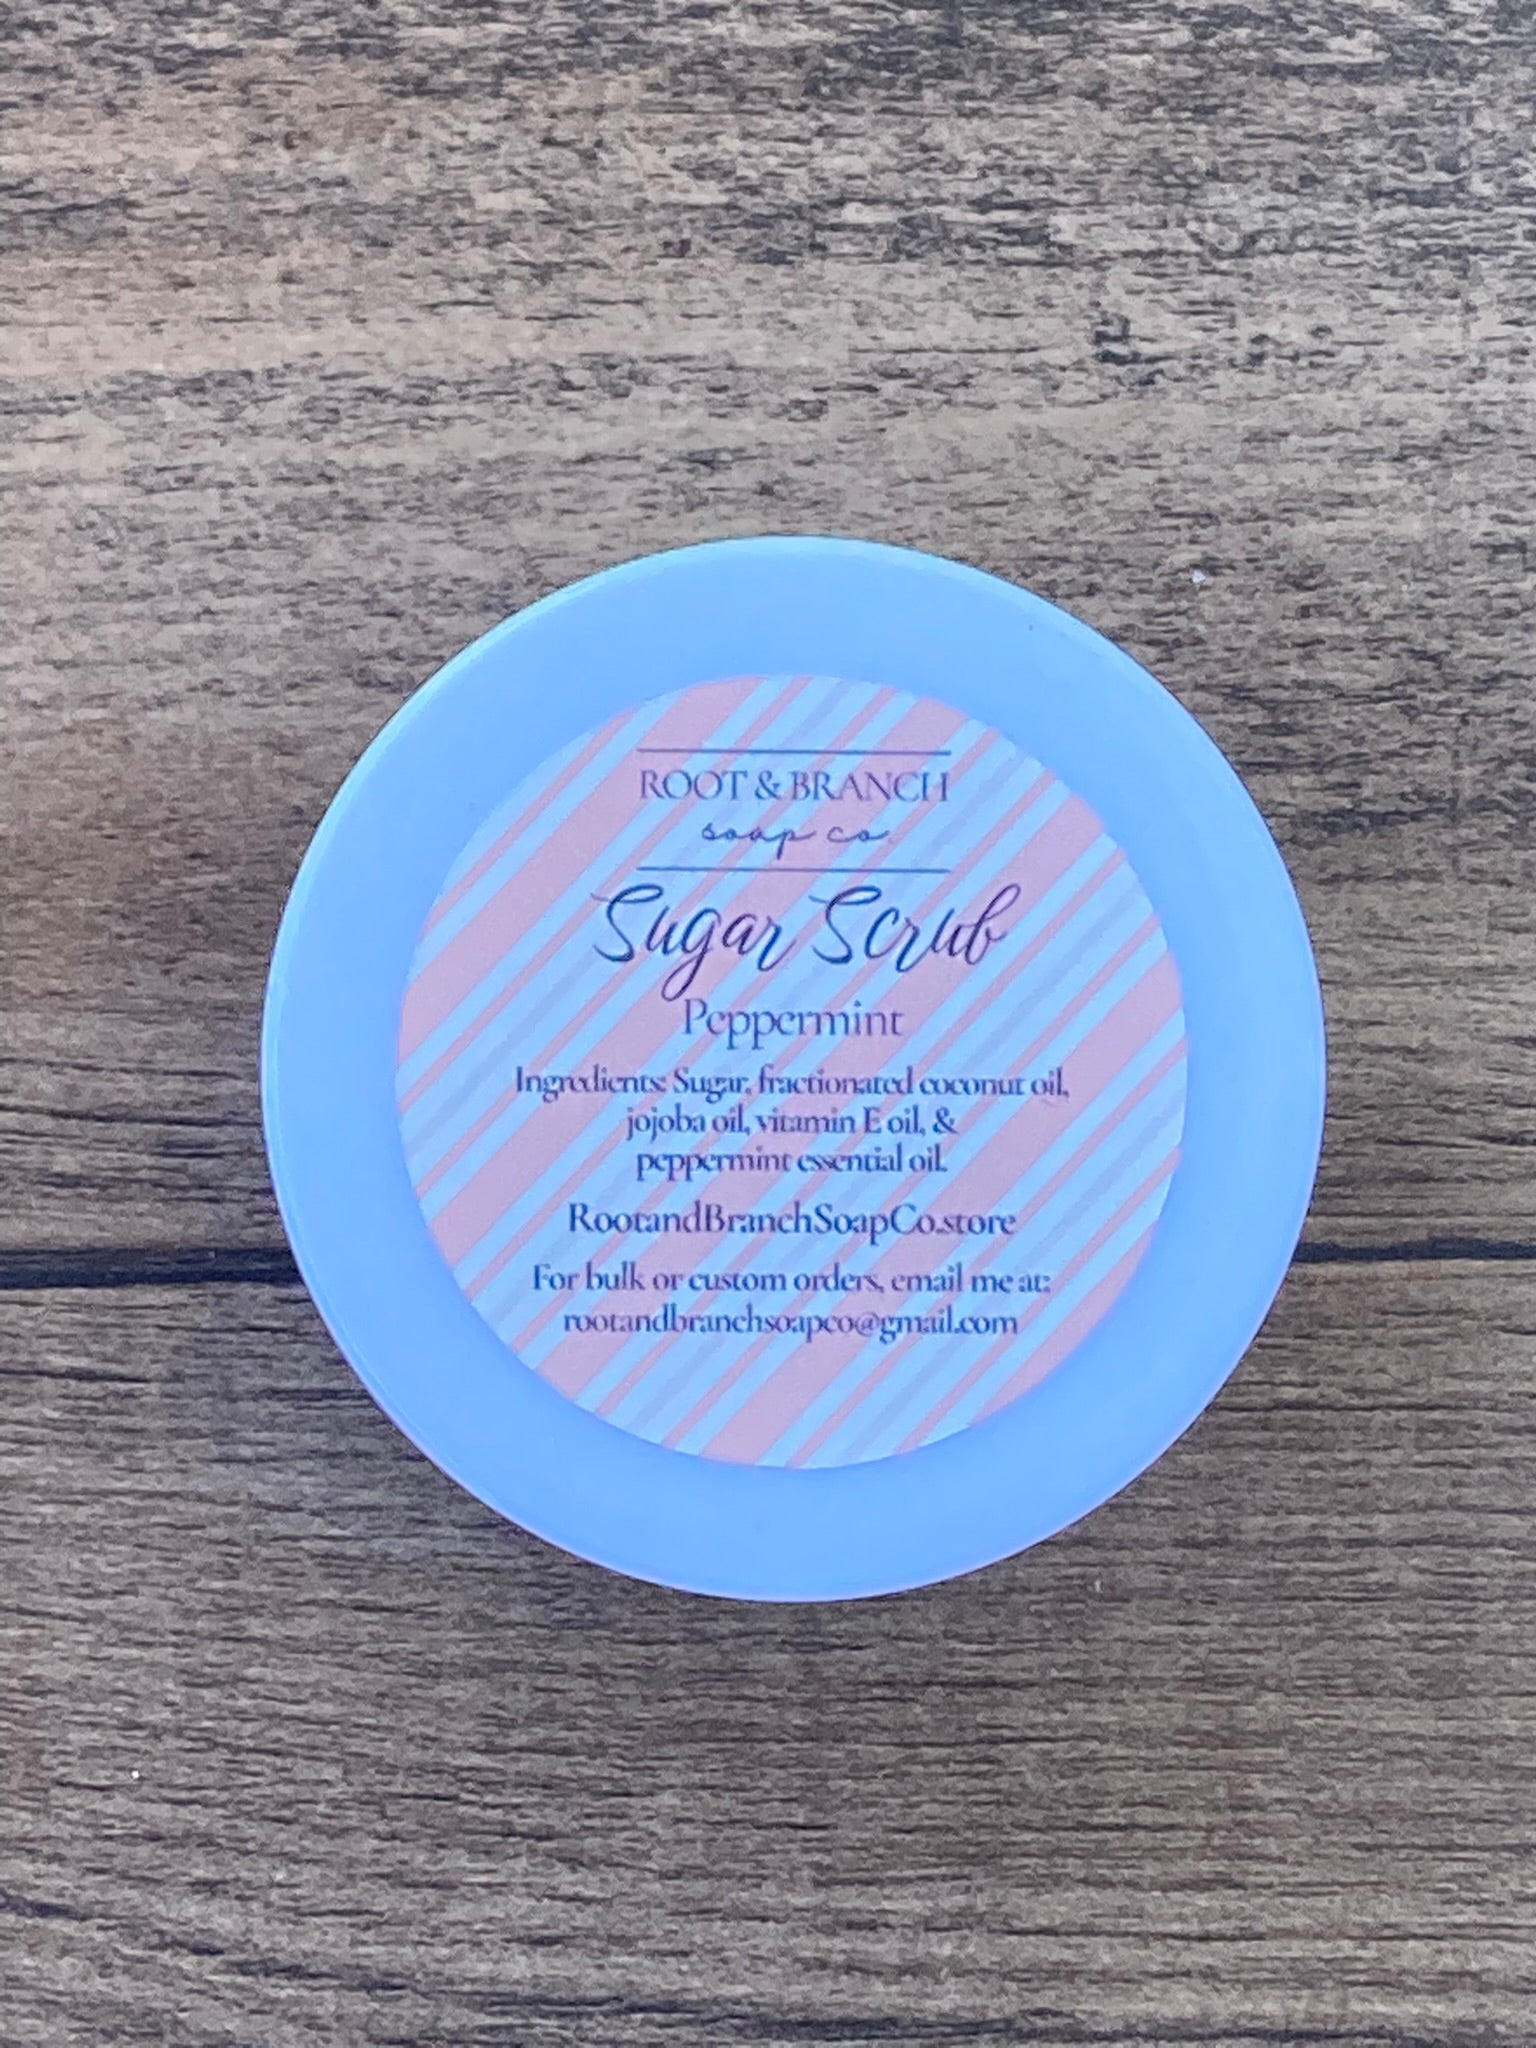 ROOT & BRANCH
soap co.
Sugar Scrub
Peppermint
Ingredients: Sugar, fractionated coconut oil,
jojoba oil, vitamin E oil, &
peppermint essential oil.
RootandBranchSoapCo.store
For bulk or custom orders, email me at:
rootandbranchsoapco@gmail.com